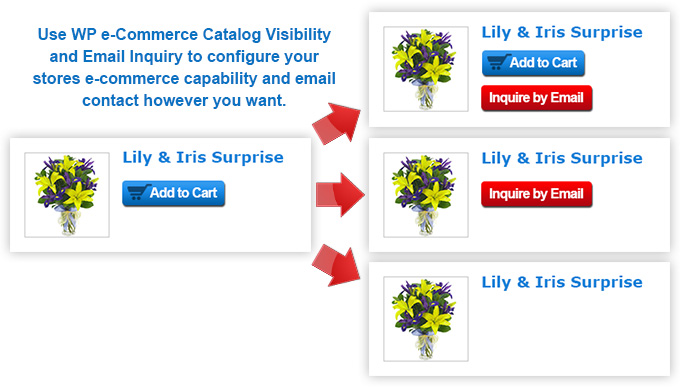 Use WP e-Commerce Catalog Visibility
and Email Inquiry to configure your
stores e-commerce capability and email
contact however you want.
Lily & Iris Surprise
Add to Cart
Lily & Iris Surprise
Add to Cart
Inquire by Email
Lily & Iris Surprise
Inquire by Email
Lily & Iris Surprise